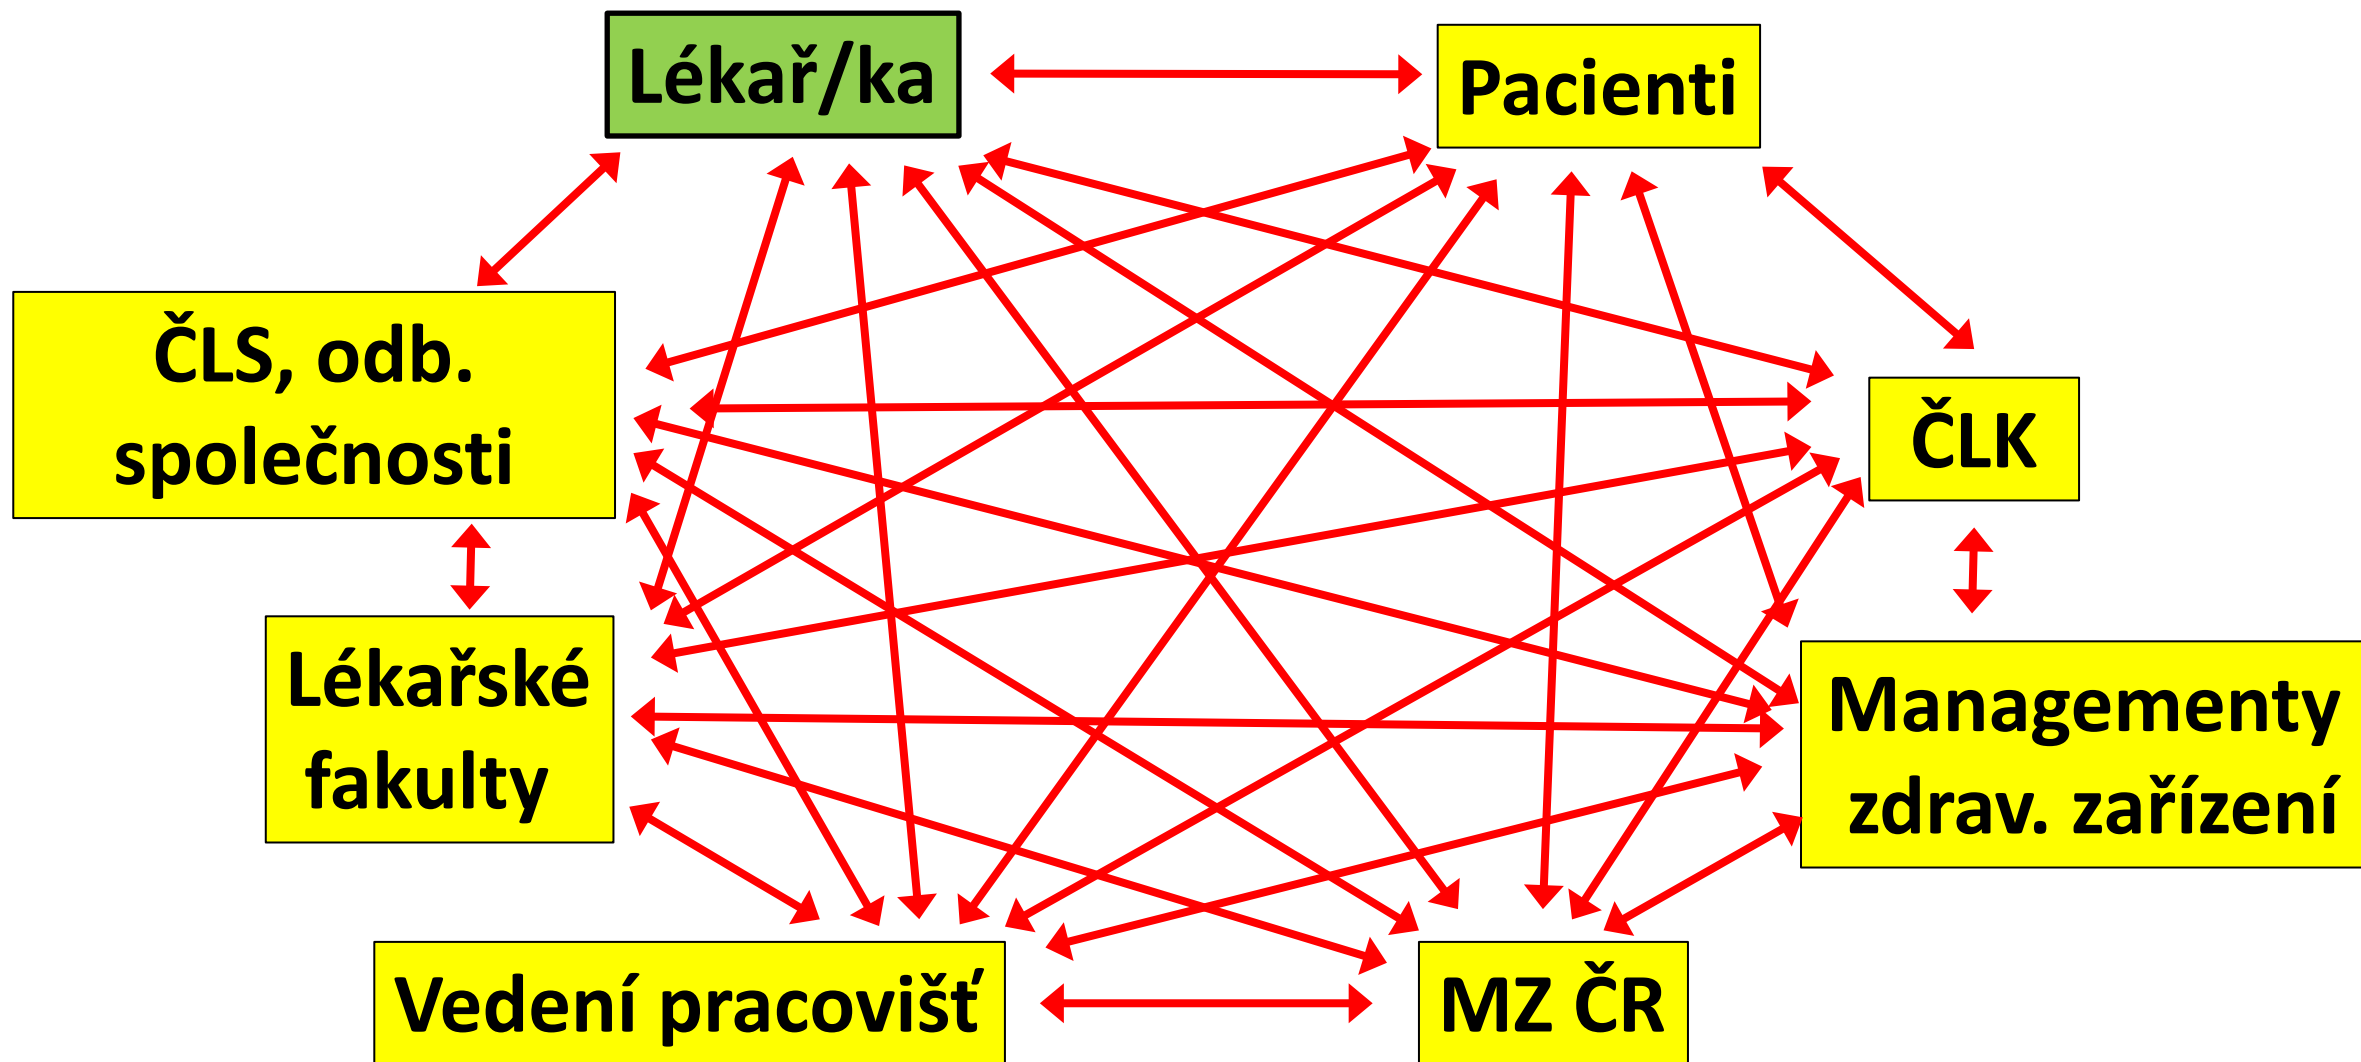 Lékař/ka
Pacienti
ČLS, odb.
společnosti
ČLK
Lékařské
fakulty
Managementy
zdrav. zařízení
Vedení pracovišť
MZ ČR